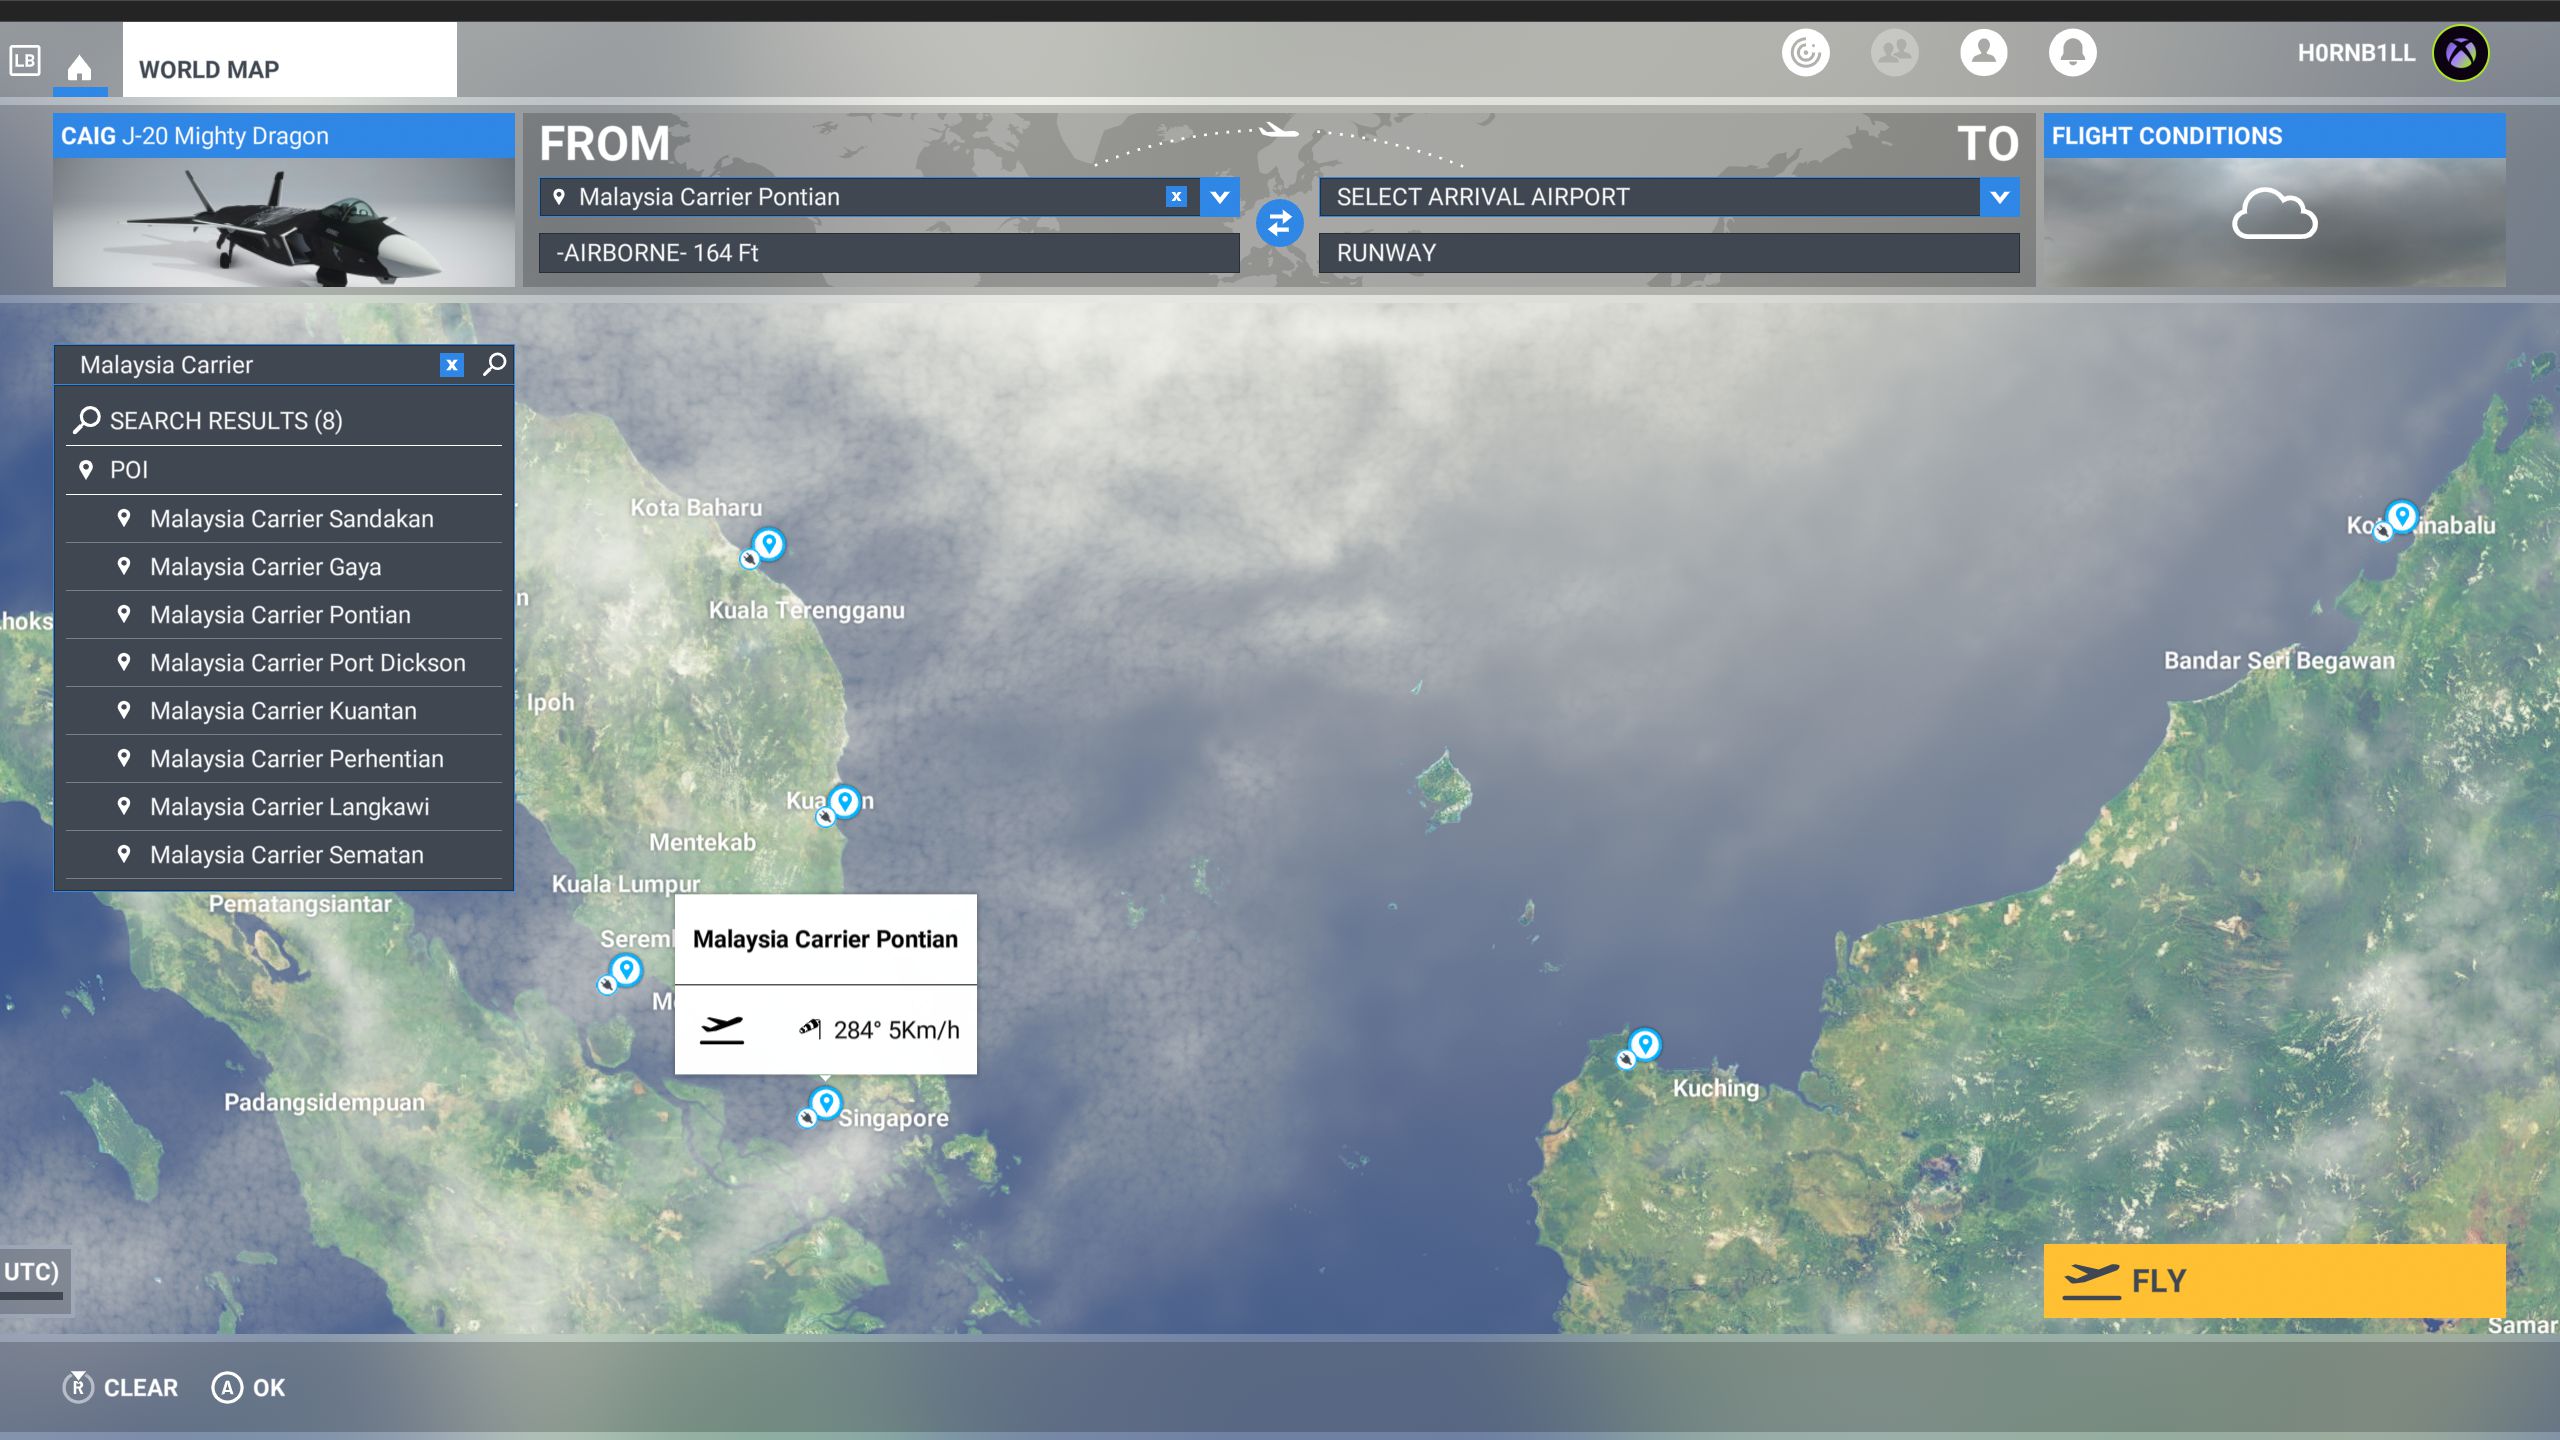 LB
WORLD MAP
H0RNB1LL
CAIG J-20 Mighty Dragon
FROM
TO
FLIGHT CONDITIONS
Malaysia Carrier Pontian
x
SELECT ARRIVAL AIRPORT
-AIRBORNE- 164 Ft
RUNWAY
Malaysia Carrier
x
SEARCH RESULTS (8)
POI
Malaysia Carrier Sandakan
Malaysia Carrier Gaya
Malaysia Carrier Pontian
Malaysia Carrier Port Dickson
Malaysia Carrier Kuantan
Malaysia Carrier Perhentian
Malaysia Carrier Langkawi
Malaysia Carrier Sematan
Kota Baharu
Kuala Terengganu
hoks
n
Ipoh
Kua n
Mentekab
Kuala Lumpur
Pematangsiantar
Seremb
M
Malaysia Carrier Pontian
284° 5Km/h
Padangsidempuan
Singapore
Ko inabalu
Bandar Seri Begawan
Kuching
UTC)
FLY
Samar
R CLEAR
A OK